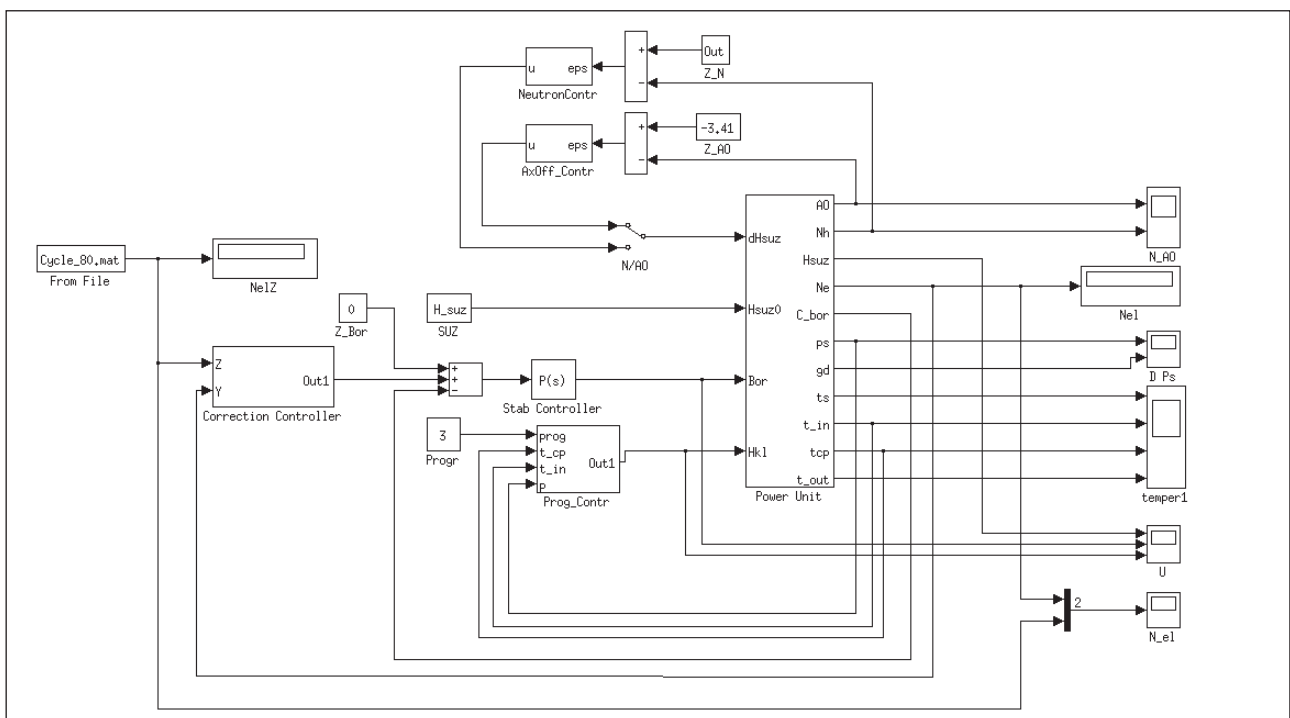 Out
Z_N
+
−
u eps
NeutronContr
-3.41
Z_AO
+
−
u eps
AxOff_Contr
N/AO
Cycle_80.mat
From File
NelZ
0
Z_Bor
H_suz
SUZ
Z
Y
Out1
Correction Controller
+
+
−
P(s)
Stab Controller
3
Progr
prog
t_cp
t_in
p
Out1
Prog_Contr
dHsuz
Hsuz0
Bor
Hkl
AO
Nh
Hsuz
Ne
C_bor
ps
gd
ts
t_in
tcp
t_out
Power Unit
N_AO
Nel
D Ps
temper1
U
2
N_el